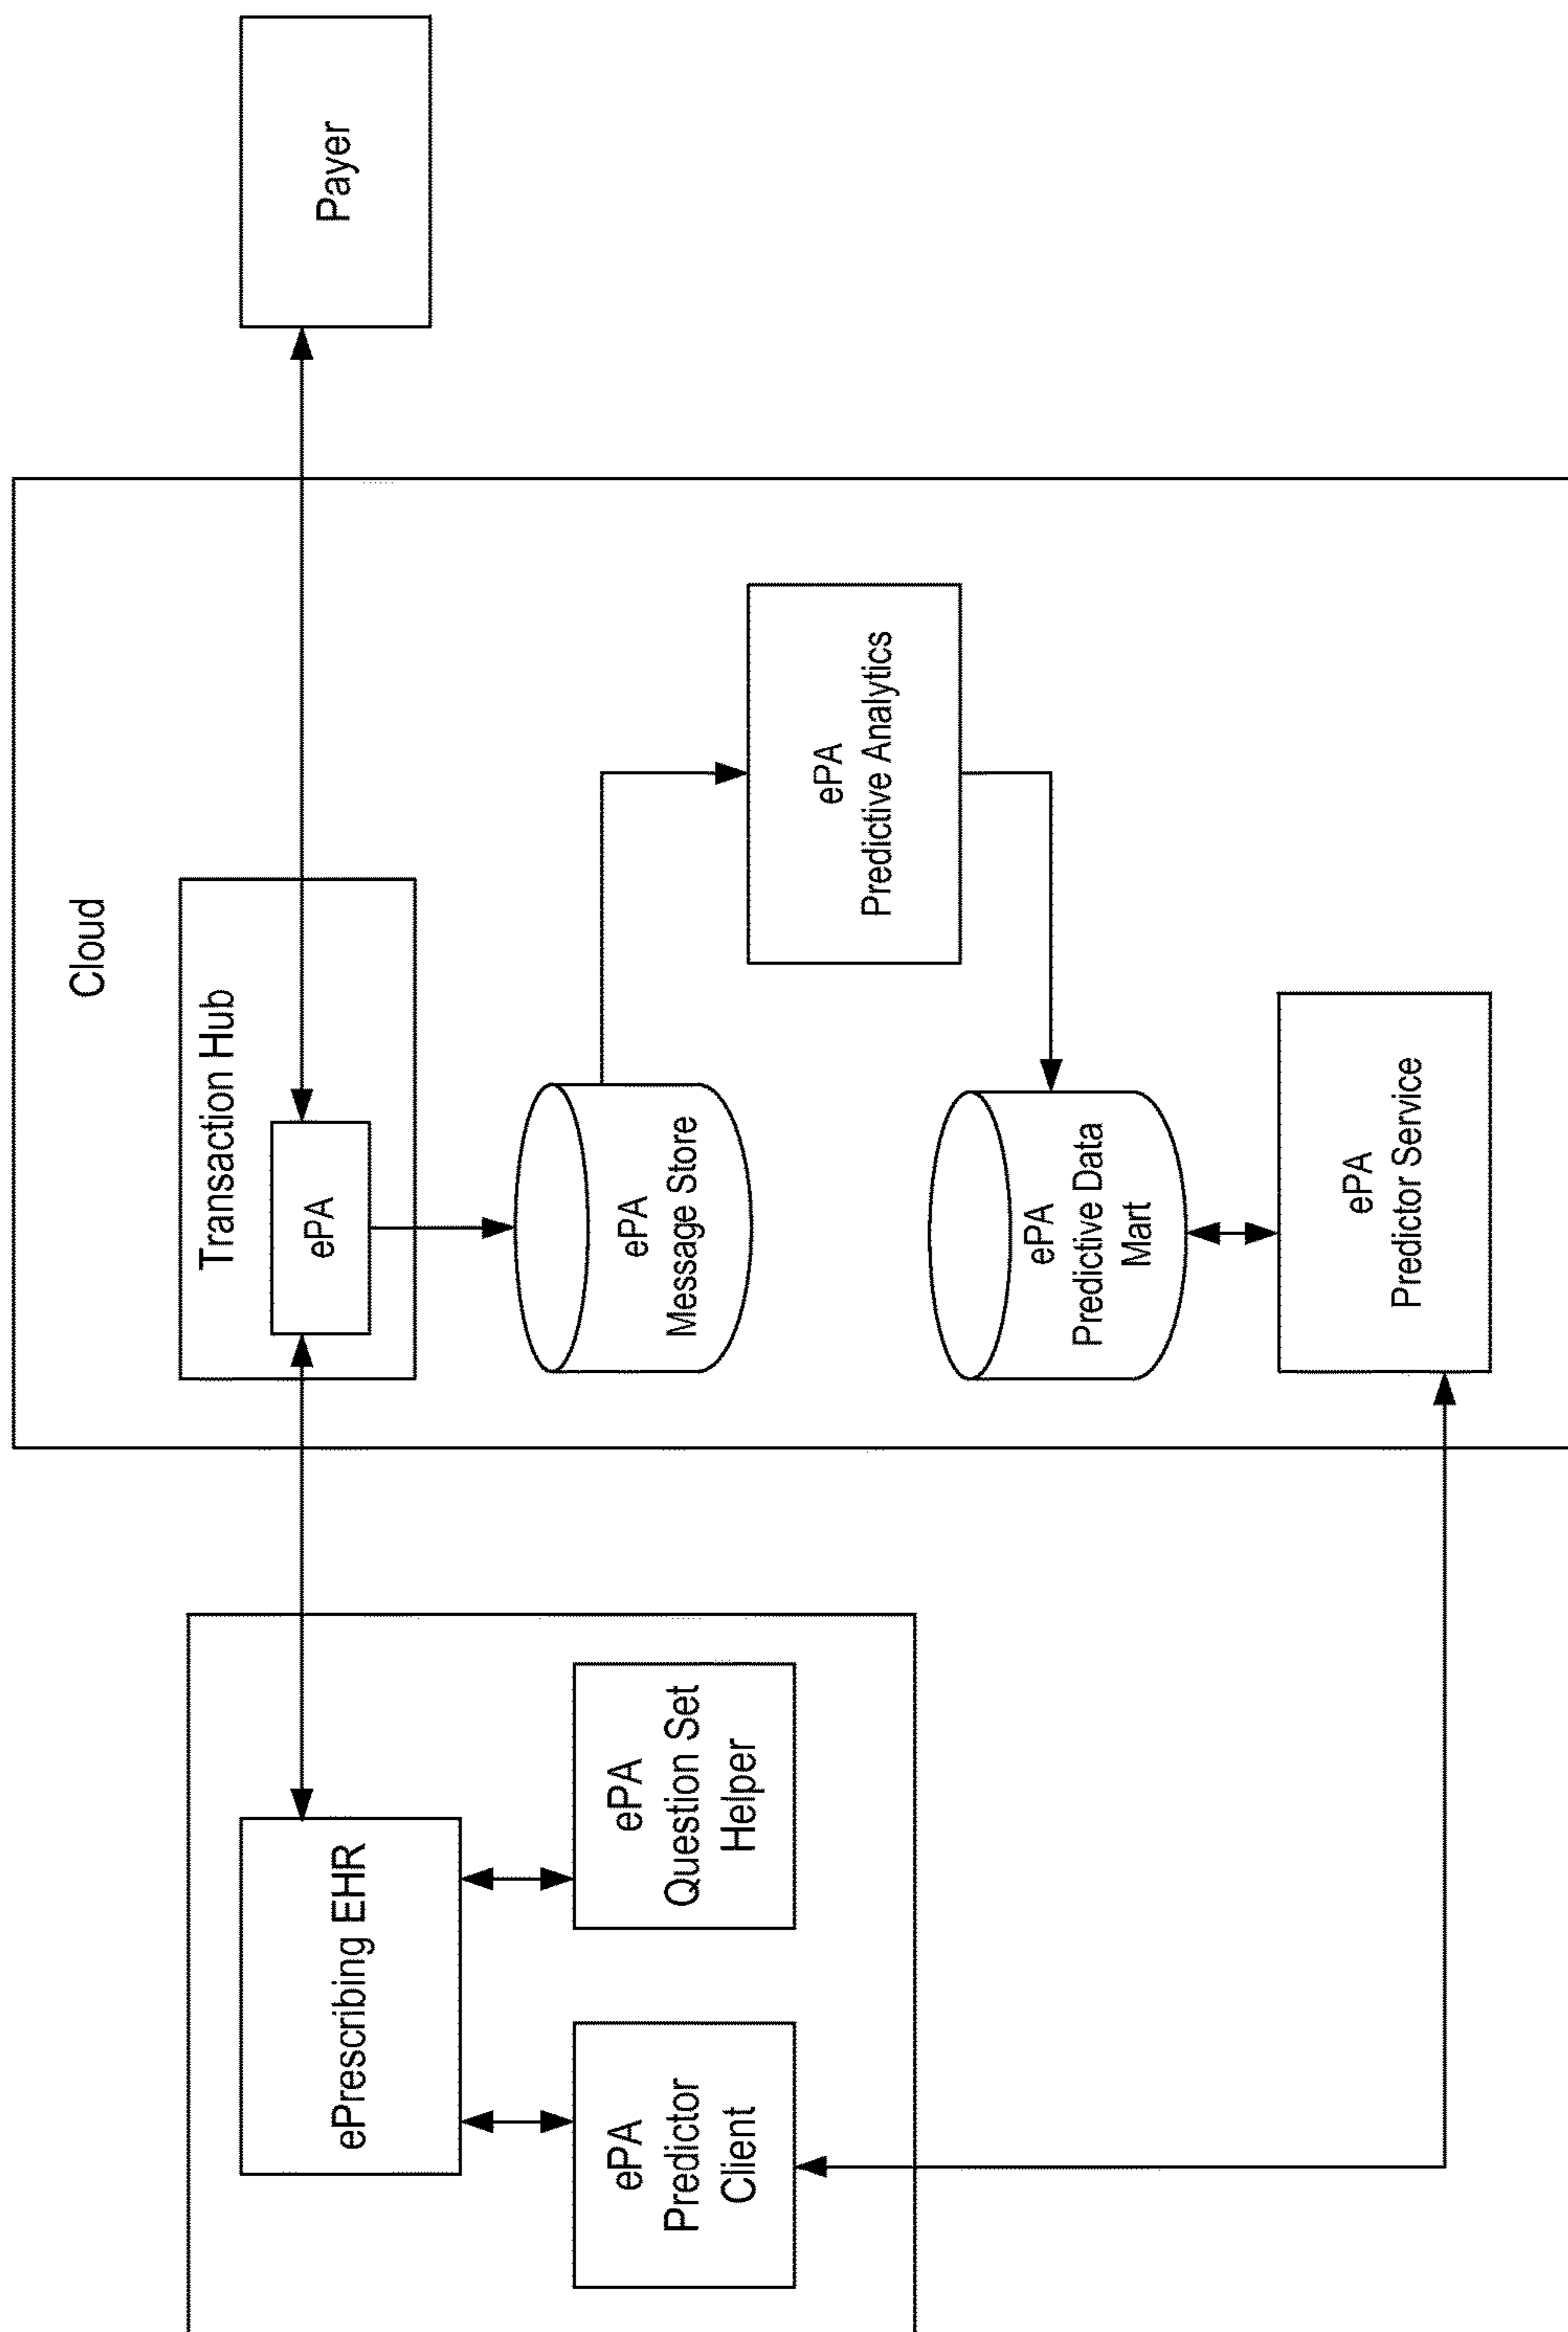 Cloud
Transaction Hub
ePA
Payer
ePrescribing EHR
ePA
Predictor
Client
ePA
Question Set
Helper
ePA
Message Store
ePA
Predictive Analytics
ePA
Predictive Data
Mart
ePA
Predictor Service